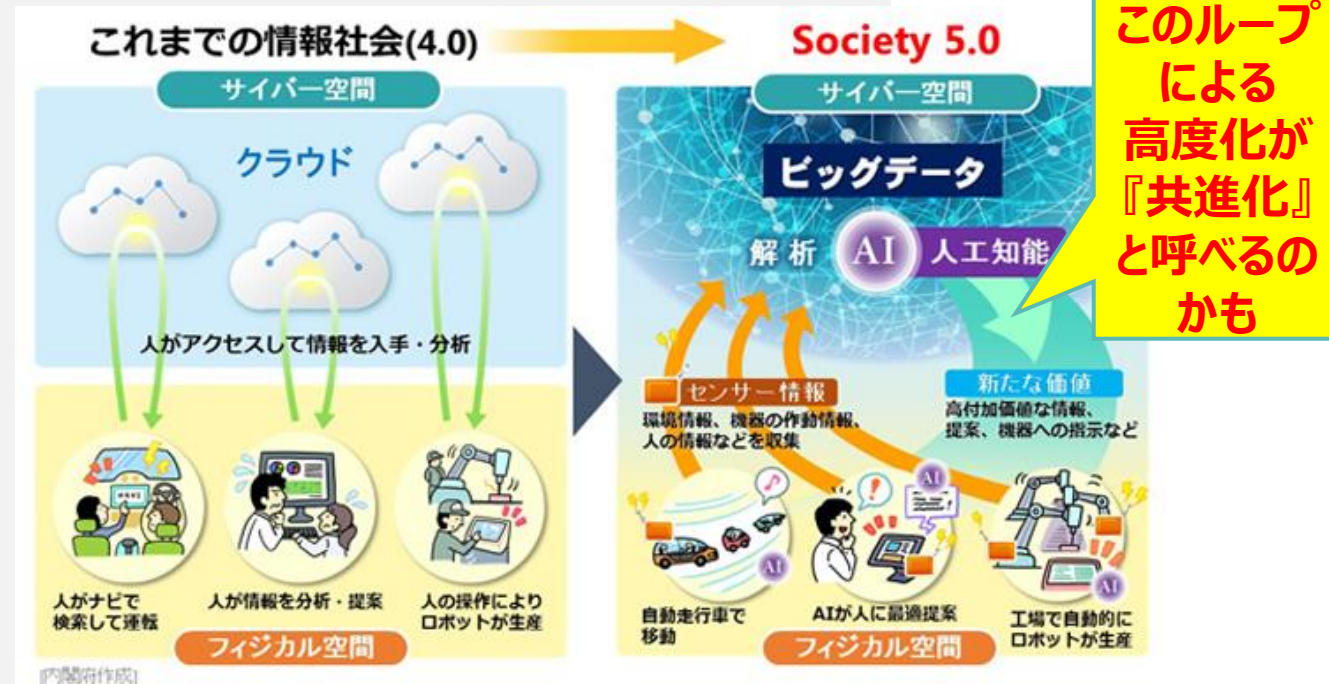 これまでの情報社会(4.0)
Society 5.0
サイバー空間
クラウド
人がアクセスして情報を入手・分析
人がナビで
検索して運転
人が情報を分析・提案
人の操作により
ロボットが生産
フィジカル空間
サイバー空間
ビッグデータ
解析 AI 人工知能
センサー情報
環境情報、機器の作動情報、
人の情報などを収集
新たな価値
高付加価値な情報、
提案、機器への指示など
AI
AI
AI
自動走行車で
移動
AIが人に最適提案
工場で自動的に
ロボットが生産
フィジカル空間
このループ
による
高度化が
『共進化』
と呼べるの
かも
[内閣府作成]